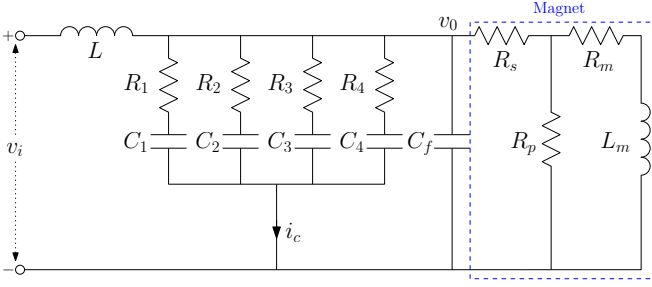 Magnet
+
L
v_0
R_s
R_m
R_1
R_2
R_3
R_4
v_i
C_1
C_2
C_3
C_4
C_f
R_p
L_m
i_c
−